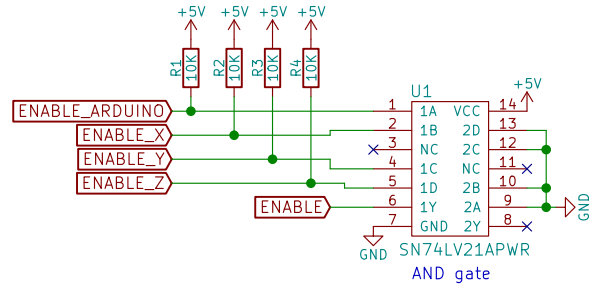 +5V +5V +5V +5V
R1 10K R2 10K R3 10K R4 10K
+5V
U1
ENABLE_ARDUINO 1 1A VCC 14
ENABLE_X 2 1B 2D 13
3 NC 2C 12
ENABLE_Y 4 1C NC 11
ENABLE_Z 5 1D 2B 10
ENABLE 6 1Y 2A 9 GND
7 GND 2Y 8
GND
SN74LV21APWR
AND gate